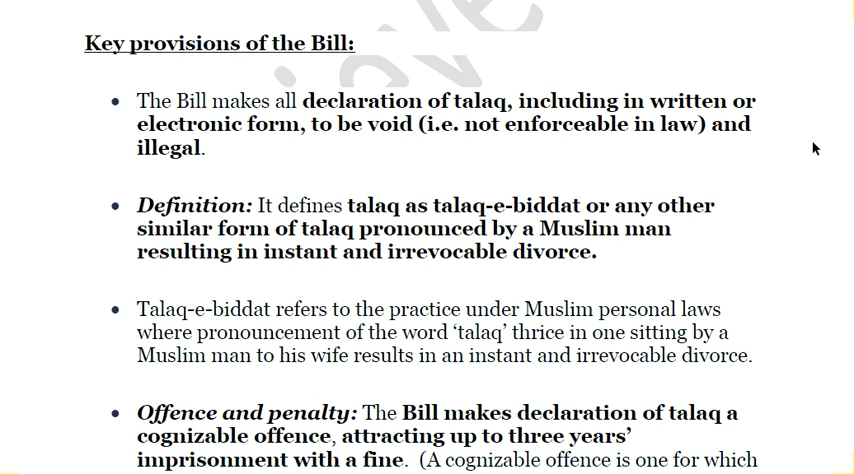 Key provisions of the Bill:
• The Bill makes all declaration of talaq, including in written or
electronic form, to be void (i.e. not enforceable in law) and
illegal.
• Definition: It defines talaq as talaq-e-biddat or any other
similar form of talaq pronounced by a Muslim man
resulting in instant and irrevocable divorce.
• Talaq-e-biddat refers to the practice under Muslim personal laws
where pronouncement of the word ‘talaq’ thrice in one sitting by a
Muslim man to his wife results in an instant and irrevocable divorce.
• Offence and penalty: The Bill makes declaration of talaq a
cognizable offence, attracting up to three years’
imprisonment with a fine. (A cognizable offence is one for which